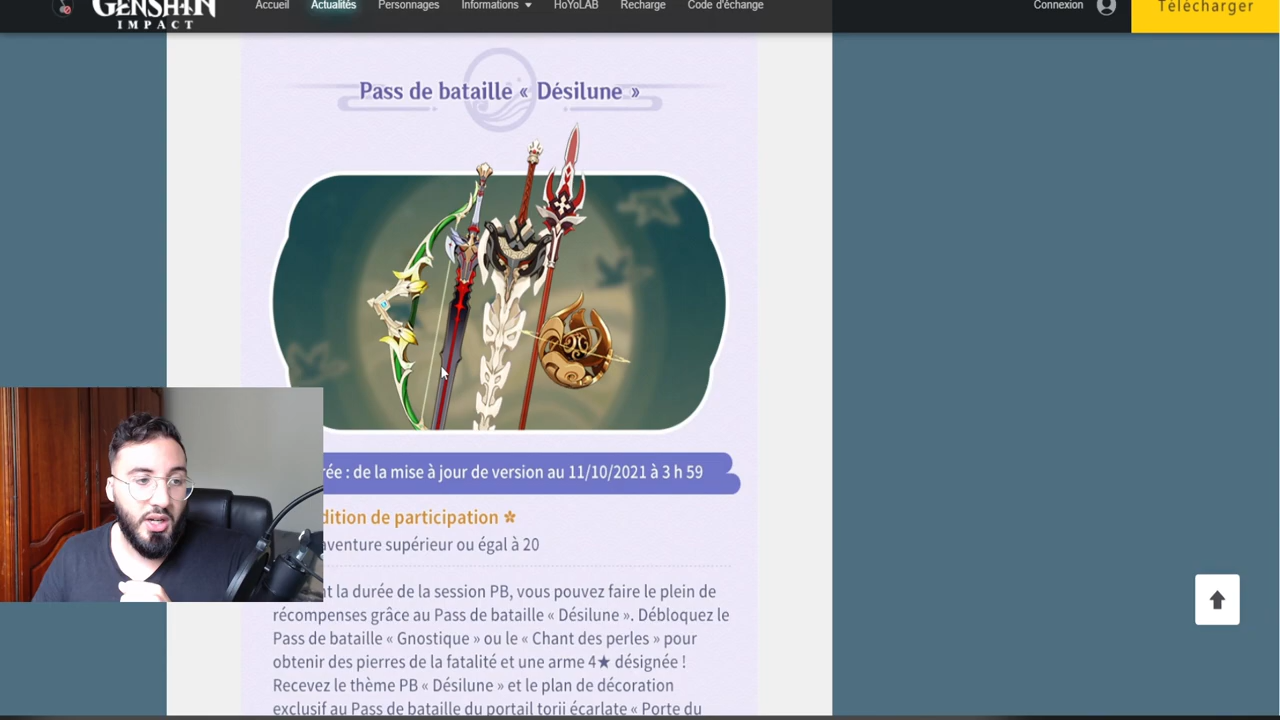 GENSHIN
IMPACT
Accueil
Actualités
Personnages
Informations
HoYoLAB
Recharge
Code d'échange
Connexion
Télécharger
Pass de bataille « Désilune »
rée : de la mise à jour de version au 11/10/2021 à 3 h 59
dition de participation
aventure supérieur ou égal à 20
t la durée de la session PB, vous pouvez faire le plein de
récompenses grâce au Pass de bataille « Désilune ». Débloquez le
Pass de bataille « Gnostique » ou le « Chant des perles » pour
obtenir des pierres de la fatalité et une arme 4★ désignée !
Recevez le thème PB « Désilune » et le plan de décoration
exclusif au Pass de bataille du portail torii écarlate « Porte du